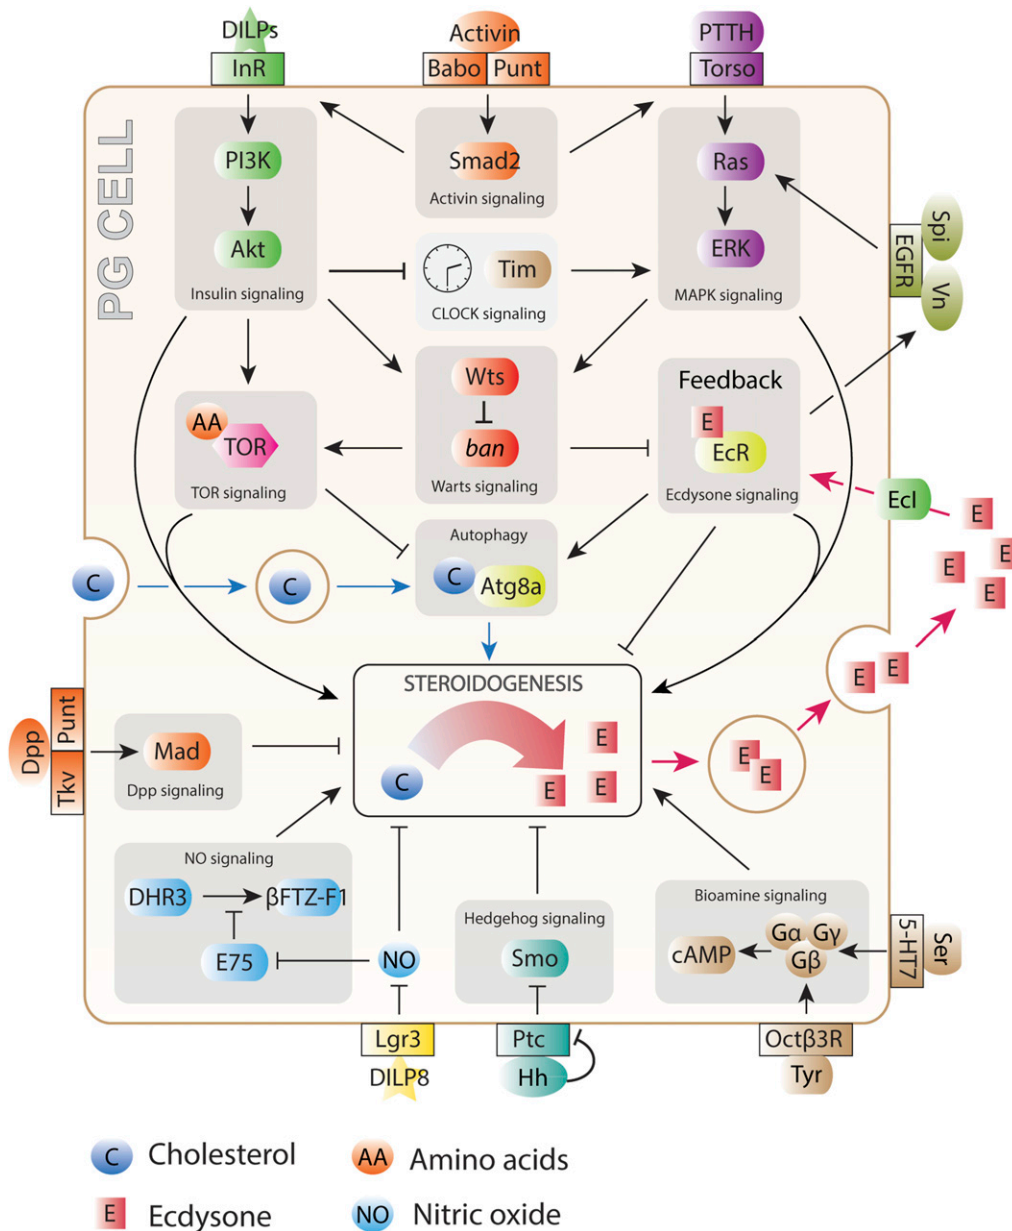 DILPs
InR
Activin
Babo Punt
PTTH
Torso
PG CELL
PI3K
Akt
Insulin signaling
Smad2
Activin signaling
Ras
ERK
MAPK signaling
Spi
EGFR
Vn
Tim
CLOCK signaling
AA
TOR
TOR signaling
Wts
ban
Warts signaling
Feedback
E
EcR
Ecdysone signaling
EcI
E
E
E
E
C
C
Autophagy
C
Atg8a
E E
STEROIDOGENESIS
C
E
E
E
E
E
Dpp
Punt
Tkv
Mad
Dpp signaling
NO signaling
DHR3
βFTZ-F1
E75
NO
Lgr3
DILP8
Hedgehog signaling
Smo
Ptc
Hh
Bioamine signaling
cAMP
Gα Gγ
Gβ
5-HT7
Ser
Octβ3R
Tyr
C Cholesterol
AA Amino acids
E Ecdysone
NO Nitric oxide